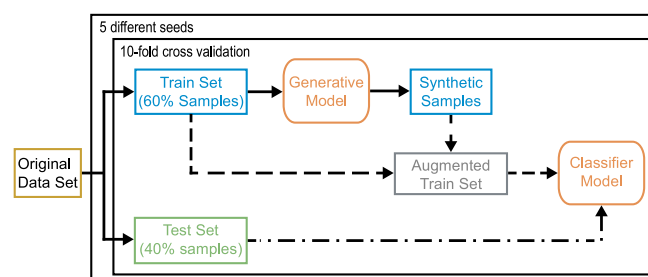 5 different seeds
10-fold cross validation
Train Set
(60% Samples)
Generative
Model
Synthetic
Samples
Original
Data Set
Augmented
Train Set
Classifier
Model
Test Set
(40% samples)